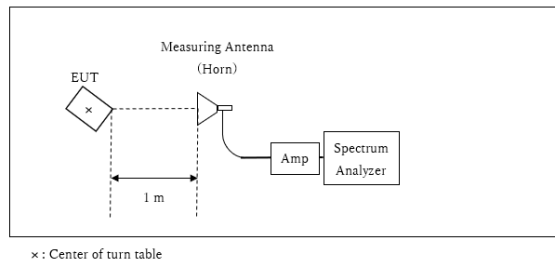 Measuring Antenna
(Horn)
EUT
×
Amp
Spectrum
Analyzer
1 m
× : Center of turn table